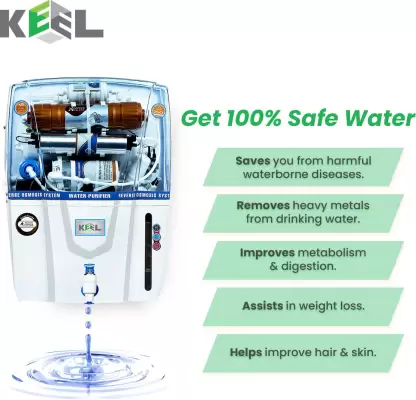 KEEL
Get 100% Safe Water
Saves you from harmful
waterborne diseases.
Removes heavy metals
from drinking water.
Improves metabolism
& digestion.
Assists in weight loss.
Helps improve hair & skin.
WATER PURIFIER
KEEL